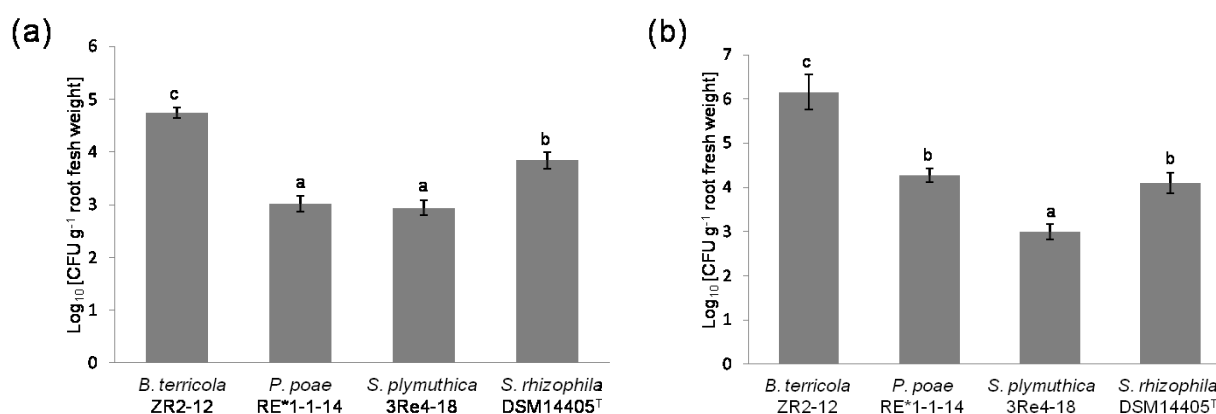 (a)
Log₁₀ [CFU g⁻¹ root fesh weight]
6
5
4
3
2
1
0
c
a
a
b
B. terricola P. poae S. plymuthica S. rhizophila
ZR2-12 RE*1-1-14 3Re4-18 DSM14405ᵀ
(b)
Log₁₀ [CFU g⁻¹ root fresh weight]
7
6
5
4
3
2
1
0
c
b
a
b
B. terricola P. poae S. plymuthica S. rhizophila
ZR2-12 RE*1-1-14 3Re4-18 DSM14405ᵀ